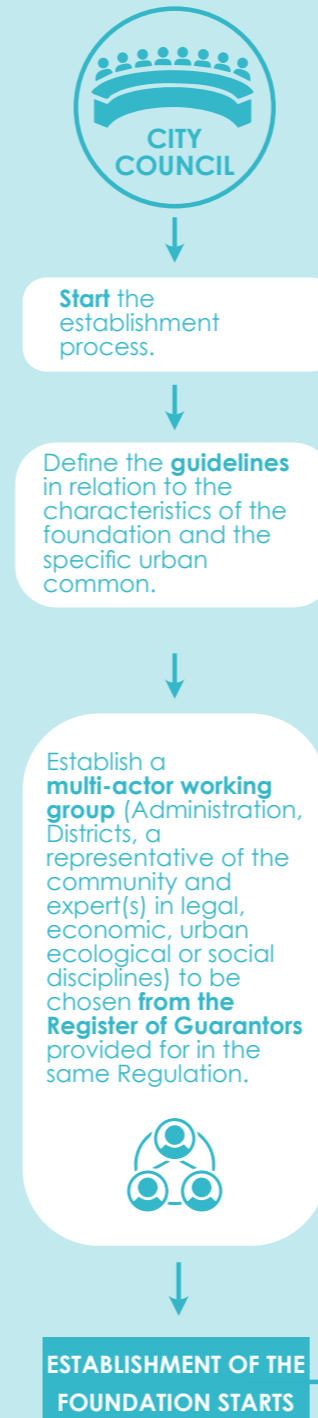 CITY
COUNCIL
Start the
establishment
process.
Define the guidelines
in relation to the
characteristics of the
foundation and the
specific urban
common.
Establish a
multi-actor working
group (Administration,
Districts, a
representative of the
community and
expert(s) in legal,
economic, urban
ecological or social
disciplines) to be
chosen from the
Register of Guarantors
provided for in the
same Regulation.
ESTABLISHMENT OF THE
FOUNDATION STARTS